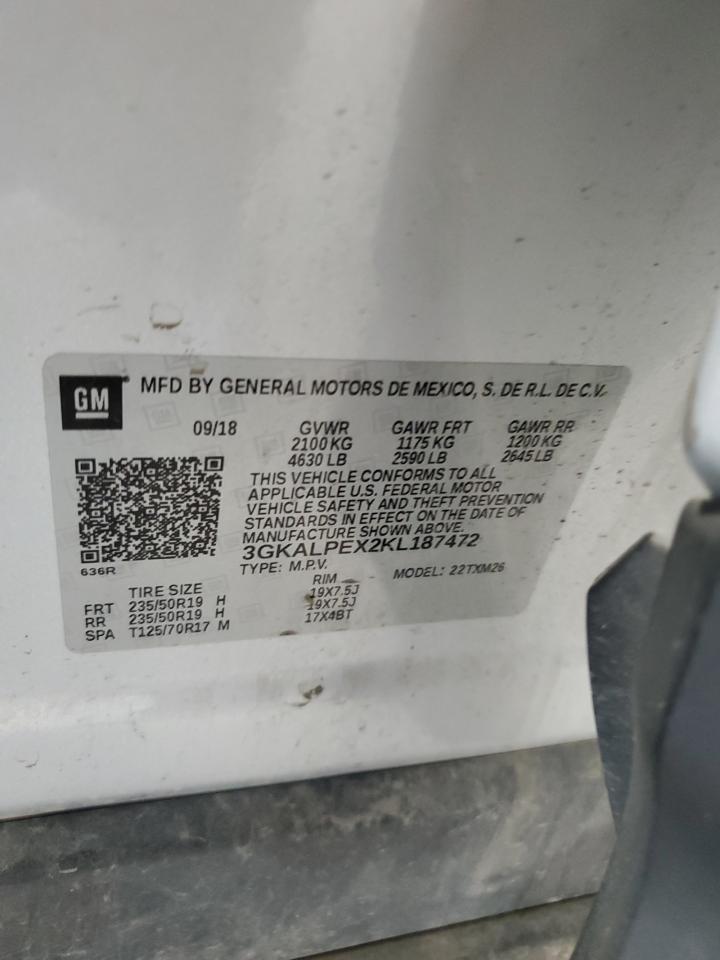 GM ® MFD BY GENERAL MOTORS DE MEXICO, S. DE R.L. DE C.V.
09/18 GVWR GAWR FRT GAWR RR
2100 KG 1175 KG 1200 KG
4630 LB 2590 LB 2645 LB
THIS VEHICLE CONFORMS TO ALL
APPLICABLE U.S. FEDERAL MOTOR
VEHICLE SAFETY AND THEFT PREVENTION
STANDARDS IN EFFECT ON THE DATE OF
MANUFACTURE SHOWN ABOVE.
3GKALPEX2KL187472
636R
TYPE: M.P.V. MODEL: 22TXM26
TIRE SIZE RIM
FRT 235/50R19 H 19X7.5J
RR 235/50R19 H 19X7.5J
SPA T125/70R17 M 17X4BT